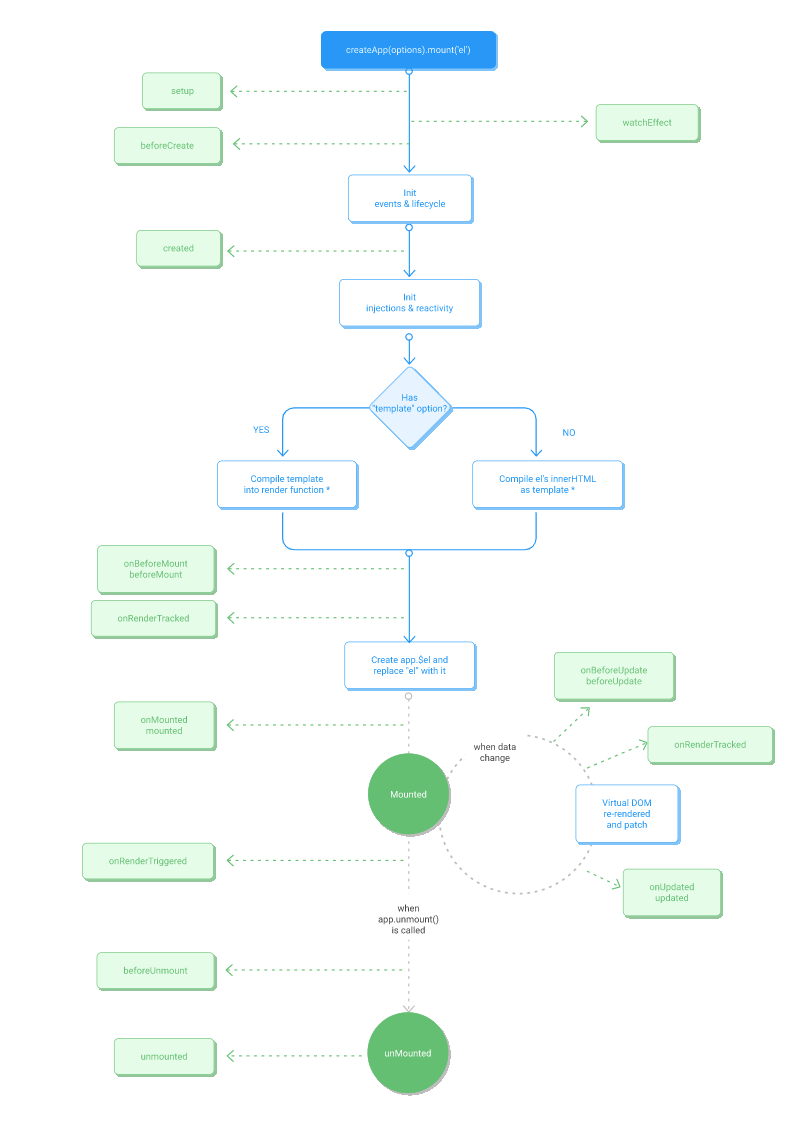 createApp(options).mount('el')
setup
watchEffect
beforeCreate
Init
events & lifecycle
created
Init
injections & reactivity
Has
"template" option?
YES
NO
Compile template
into render function *
Compile el's innerHTML
as template *
onBeforeMount
beforeMount
onRenderTracked
Create app.$el and
replace "el" with it
onBeforeUpdate
beforeUpdate
onMounted
mounted
when data
change
onRenderTracked
Mounted
Virtual DOM
re-rendered
and patch
onRenderTriggered
onUpdated
updated
when
app.unmount()
is called
beforeUnmount
unmounted
unMounted